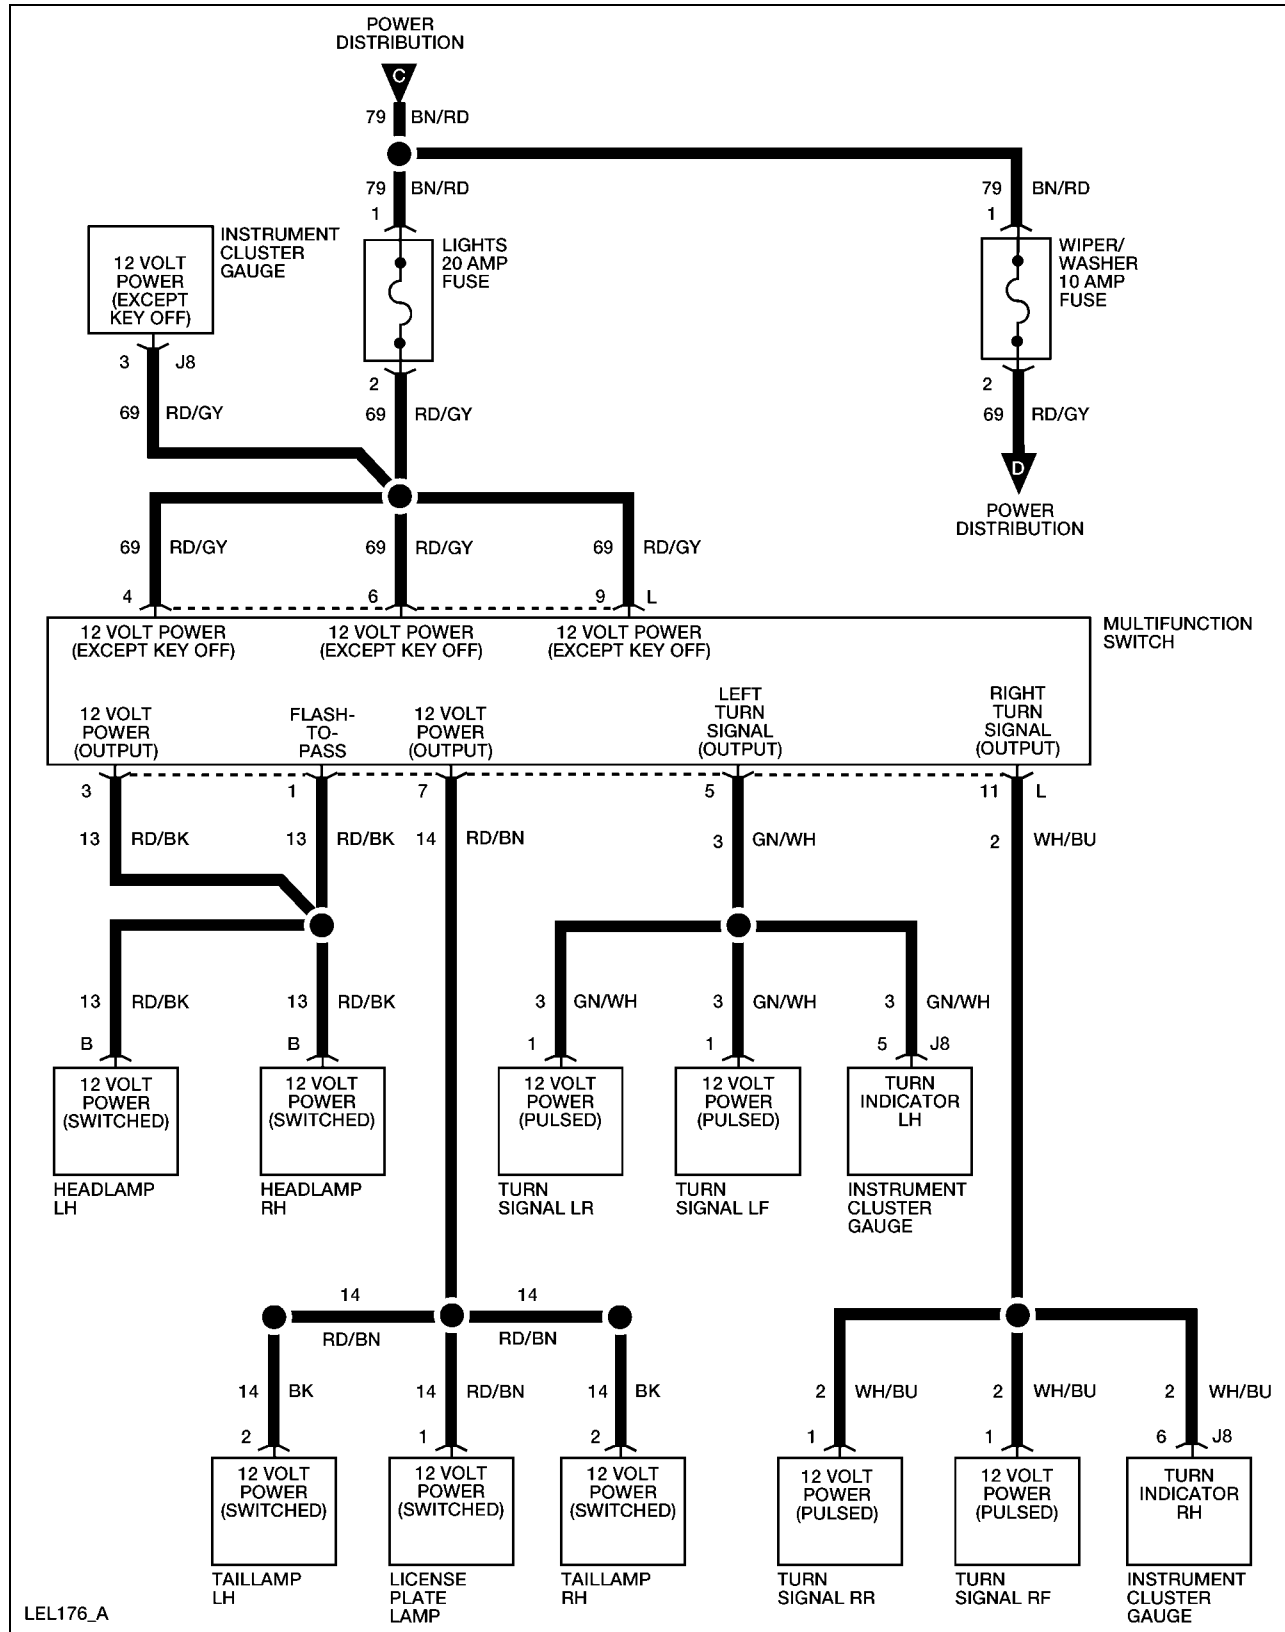 POWER
DISTRIBUTION
C
79 BN/RD
79 BN/RD
1
79 BN/RD
1
INSTRUMENT
CLUSTER
GAUGE
12 VOLT
POWER
(EXCEPT
KEY OFF)
LIGHTS
20 AMP
FUSE
WIPER/
WASHER
10 AMP
FUSE
3 J8
2
2
69 RD/GY
69 RD/GY
69 RD/GY
D
POWER
DISTRIBUTION
69 RD/GY
69 RD/GY
69 RD/GY
4
6
9 L
MULTIFUNCTION
SWITCH
12 VOLT POWER
(EXCEPT KEY OFF)
12 VOLT POWER
(EXCEPT KEY OFF)
12 VOLT POWER
(EXCEPT KEY OFF)
12 VOLT
POWER
(OUTPUT)
FLASH-
TO-
PASS
12 VOLT
POWER
(OUTPUT)
LEFT
TURN
SIGNAL
(OUTPUT)
RIGHT
TURN
SIGNAL
(OUTPUT)
3
1
7
5
11 L
13 RD/BK
13 RD/BK
14 RD/BN
3 GN/WH
2 WH/BU
13 RD/BK
13 RD/BK
3 GN/WH
3 GN/WH
3 GN/WH
B
B
1
1
5 J8
12 VOLT
POWER
(SWITCHED)
HEADLAMP
LH
12 VOLT
POWER
(SWITCHED)
HEADLAMP
RH
12 VOLT
POWER
(PULSED)
TURN
SIGNAL LR
12 VOLT
POWER
(PULSED)
TURN
SIGNAL LF
TURN
INDICATOR
LH
INSTRUMENT
CLUSTER
GAUGE
14
RD/BN
14
RD/BN
14 BK
14 RD/BN
14 BK
2 WH/BU
2 WH/BU
2 WH/BU
2
1
2
1
1
6 J8
12 VOLT
POWER
(SWITCHED)
TAILLAMP
LH
12 VOLT
POWER
(SWITCHED)
LICENSE
PLATE
LAMP
12 VOLT
POWER
(SWITCHED)
TAILLAMP
RH
12 VOLT
POWER
(PULSED)
TURN
SIGNAL RR
12 VOLT
POWER
(PULSED)
TURN
SIGNAL RF
TURN
INDICATOR
RH
INSTRUMENT
CLUSTER
GAUGE
LEL176_A